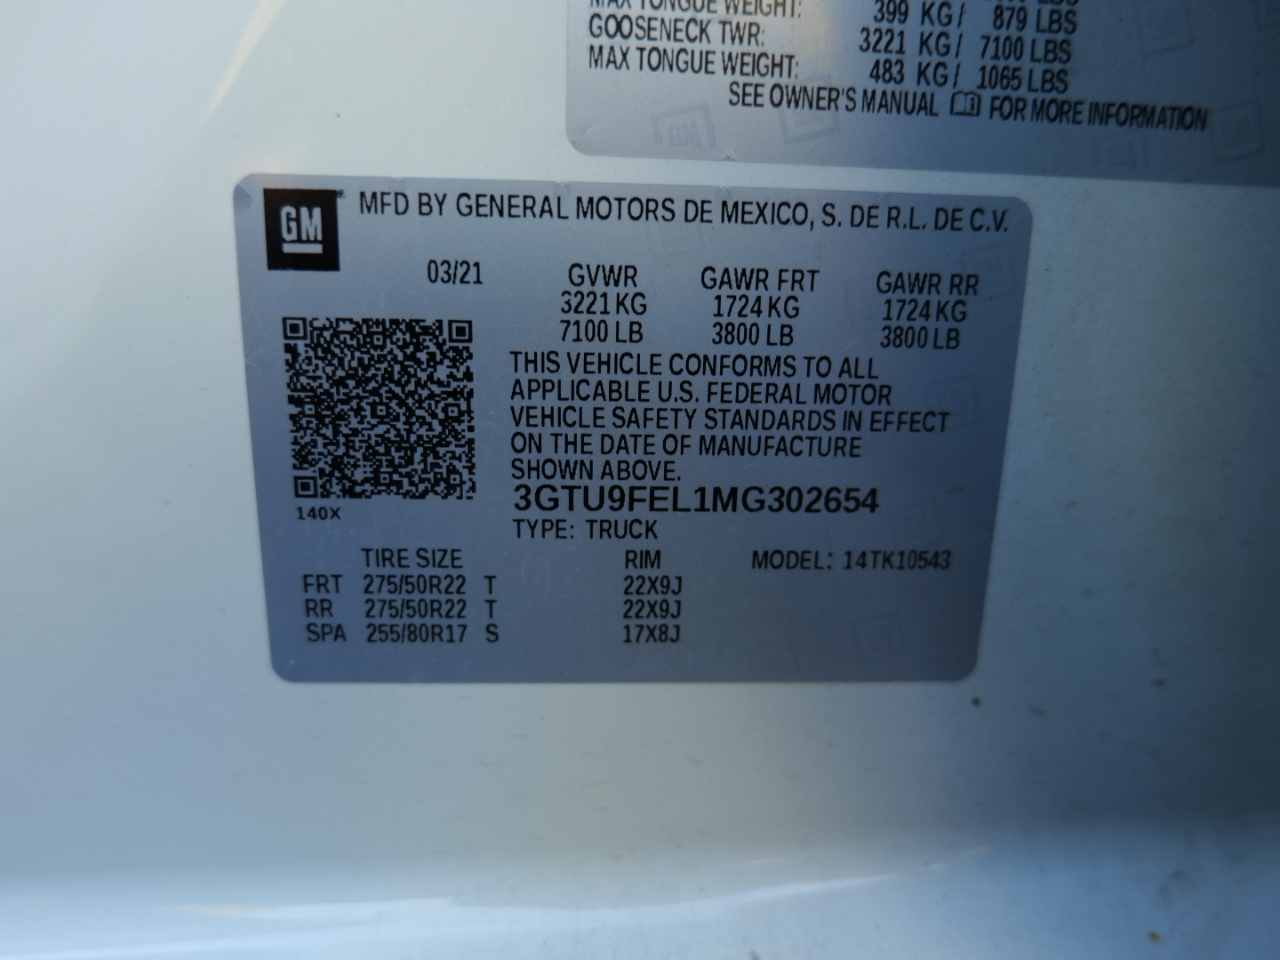 MAX TONGUE WEIGHT: 399 KG/ 879 LBS
GOOSENECK TWR: 3221 KG/ 7100 LBS
MAX TONGUE WEIGHT: 483 KG/ 1065 LBS
SEE OWNER'S MANUAL FOR MORE INFORMATION
GM MFD BY GENERAL MOTORS DE MEXICO, S. DE R.L. DE C.V.
03/21 GVWR GAWR FRT GAWR RR
3221 KG 1724 KG 1724 KG
7100 LB 3800 LB 3800 LB
THIS VEHICLE CONFORMS TO ALL
APPLICABLE U.S. FEDERAL MOTOR
VEHICLE SAFETY STANDARDS IN EFFECT
ON THE DATE OF MANUFACTURE
SHOWN ABOVE.
3GTU9FEL1MG302654
140X
TYPE: TRUCK
TIRE SIZE RIM MODEL: 14TK10543
FRT 275/50R22 T 22X9J
RR 275/50R22 T 22X9J
SPA 255/80R17 S 17X8J